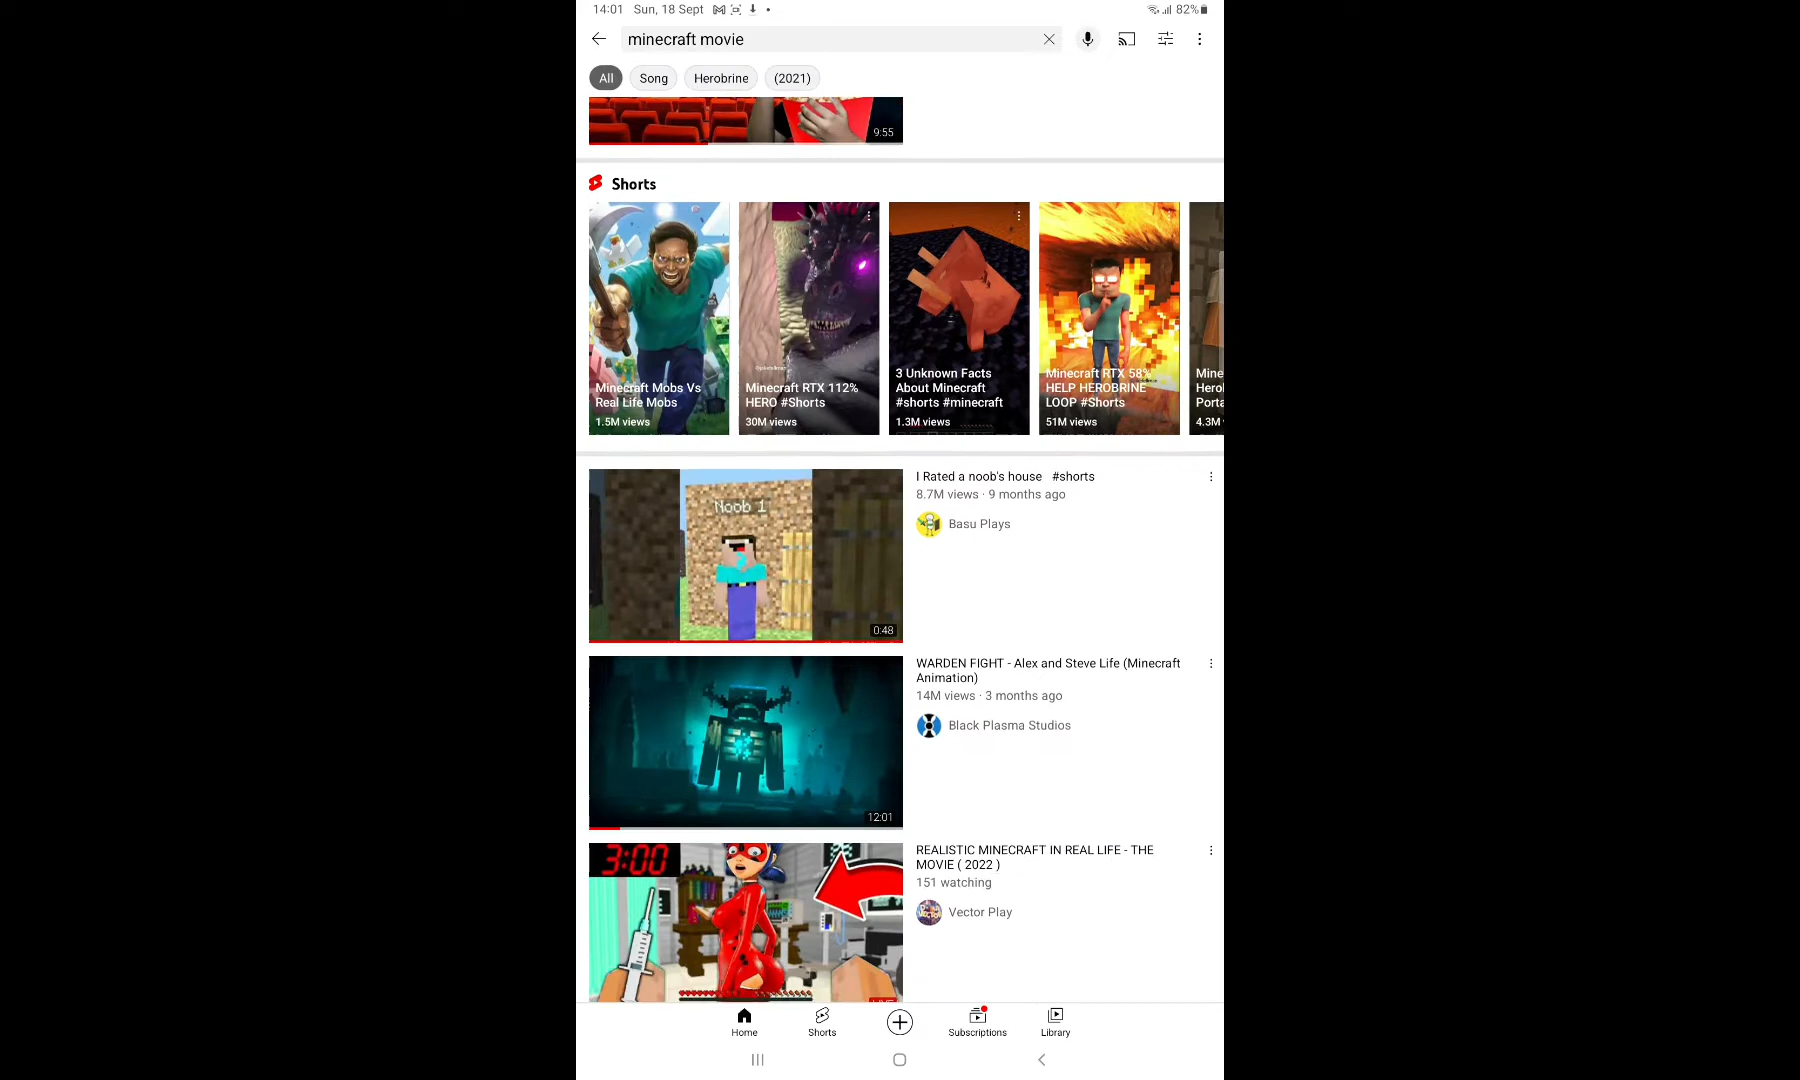 14:01 Sun, 18 Sept
82%
minecraft movie
All
Song
Herobrine
(2021)
9:55
Shorts
Minecraft Mobs Vs
Real Life Mobs
1.5M views
Minecraft RTX 112%
HERO #Shorts
30M views
3 Unknown Facts
About Minecraft
#shorts #minecraft
1.3M views
Minecraft RTX 58%
HELP HEROBRINE
LOOP #Shorts
51M views
Mine
Hero
Porta
4.3M
Noob 1
0:48
I Rated a noob's house #shorts
8.7M views · 9 months ago
Basu Plays
12:01
WARDEN FIGHT - Alex and Steve Life (Minecraft
Animation)
14M views · 3 months ago
Black Plasma Studios
3:00
REALISTIC MINECRAFT IN REAL LIFE - THE
MOVIE ( 2022 )
151 watching
Vector Play
Home
Shorts
Subscriptions
Library